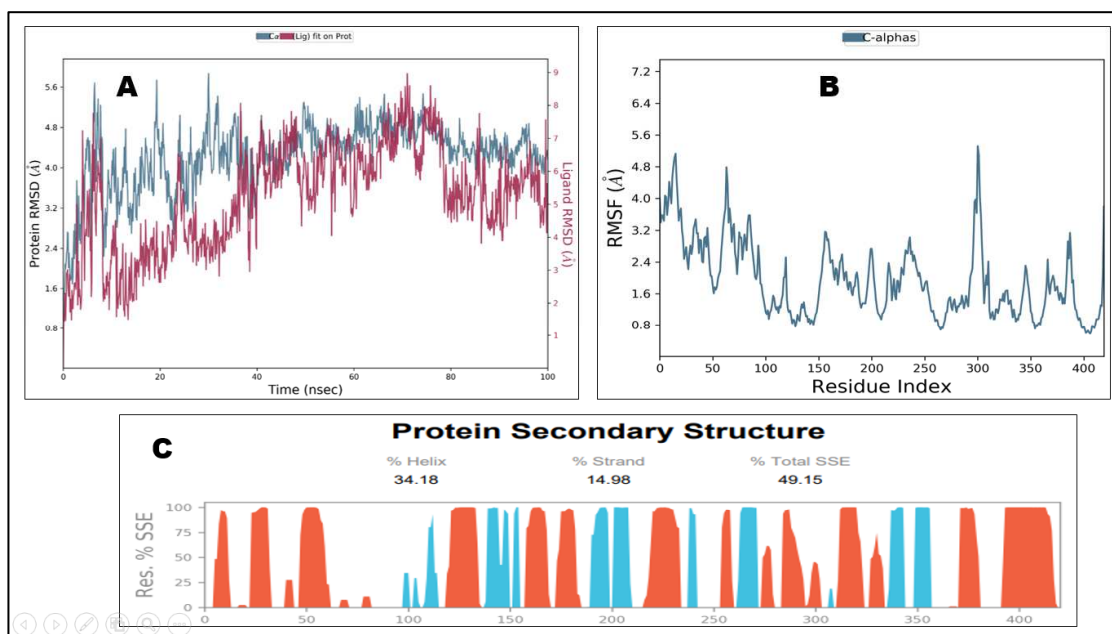 Cα (Lig) fit on Prot
A
Protein RMSD (Å)
5.6
4.8
4.0
3.2
2.4
1.6
0.8
9
8
7
6
5
4
3
2
1
Ligand RMSD (Å)
0 20 40 60 80 100
Time (nsec)
C-alphas
B
RMSF (Å)
7.2
6.4
5.6
4.8
4.0
3.2
2.4
1.6
0.8
0 50 100 150 200 250 300 350 400
Residue Index
C
Protein Secondary Structure
% Helix % Strand % Total SSE
34.18 14.98 49.15
Res. % SSE
100
75
50
25
0
0 50 100 150 200 250 300 350 400